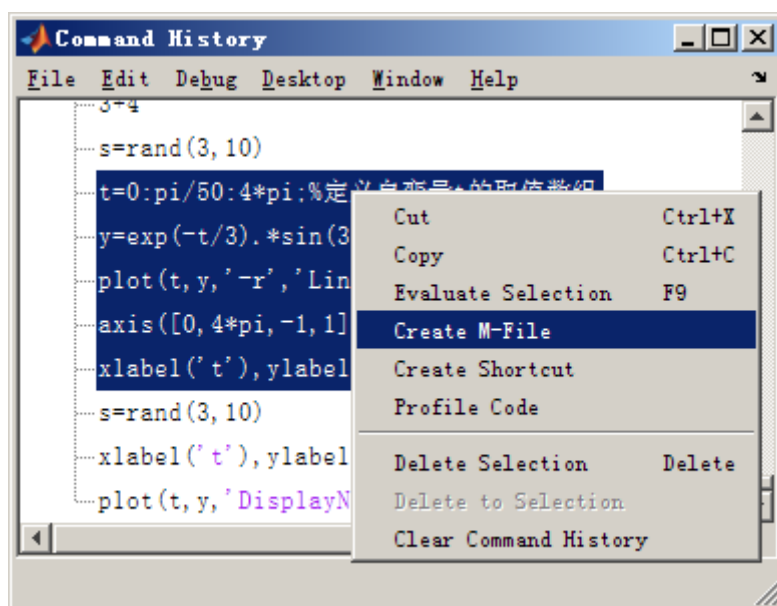 Command History
File Edit Debug Desktop Window Help
3+4
s=rand(3,10)
t=0:pi/50:4*pi;%定义自变量t的取值数组
y=exp(-t/3).*sin(3
plot(t,y,'-r','Lin
axis([0,4*pi,-1,1]
xlabel('t'),ylabel
s=rand(3,10)
xlabel('t'),ylabel
plot(t,y,'DisplayN
Cut Ctrl+X
Copy Ctrl+C
Evaluate Selection F9
Create M-File
Create Shortcut
Profile Code
Delete Selection Delete
Delete to Selection
Clear Command History